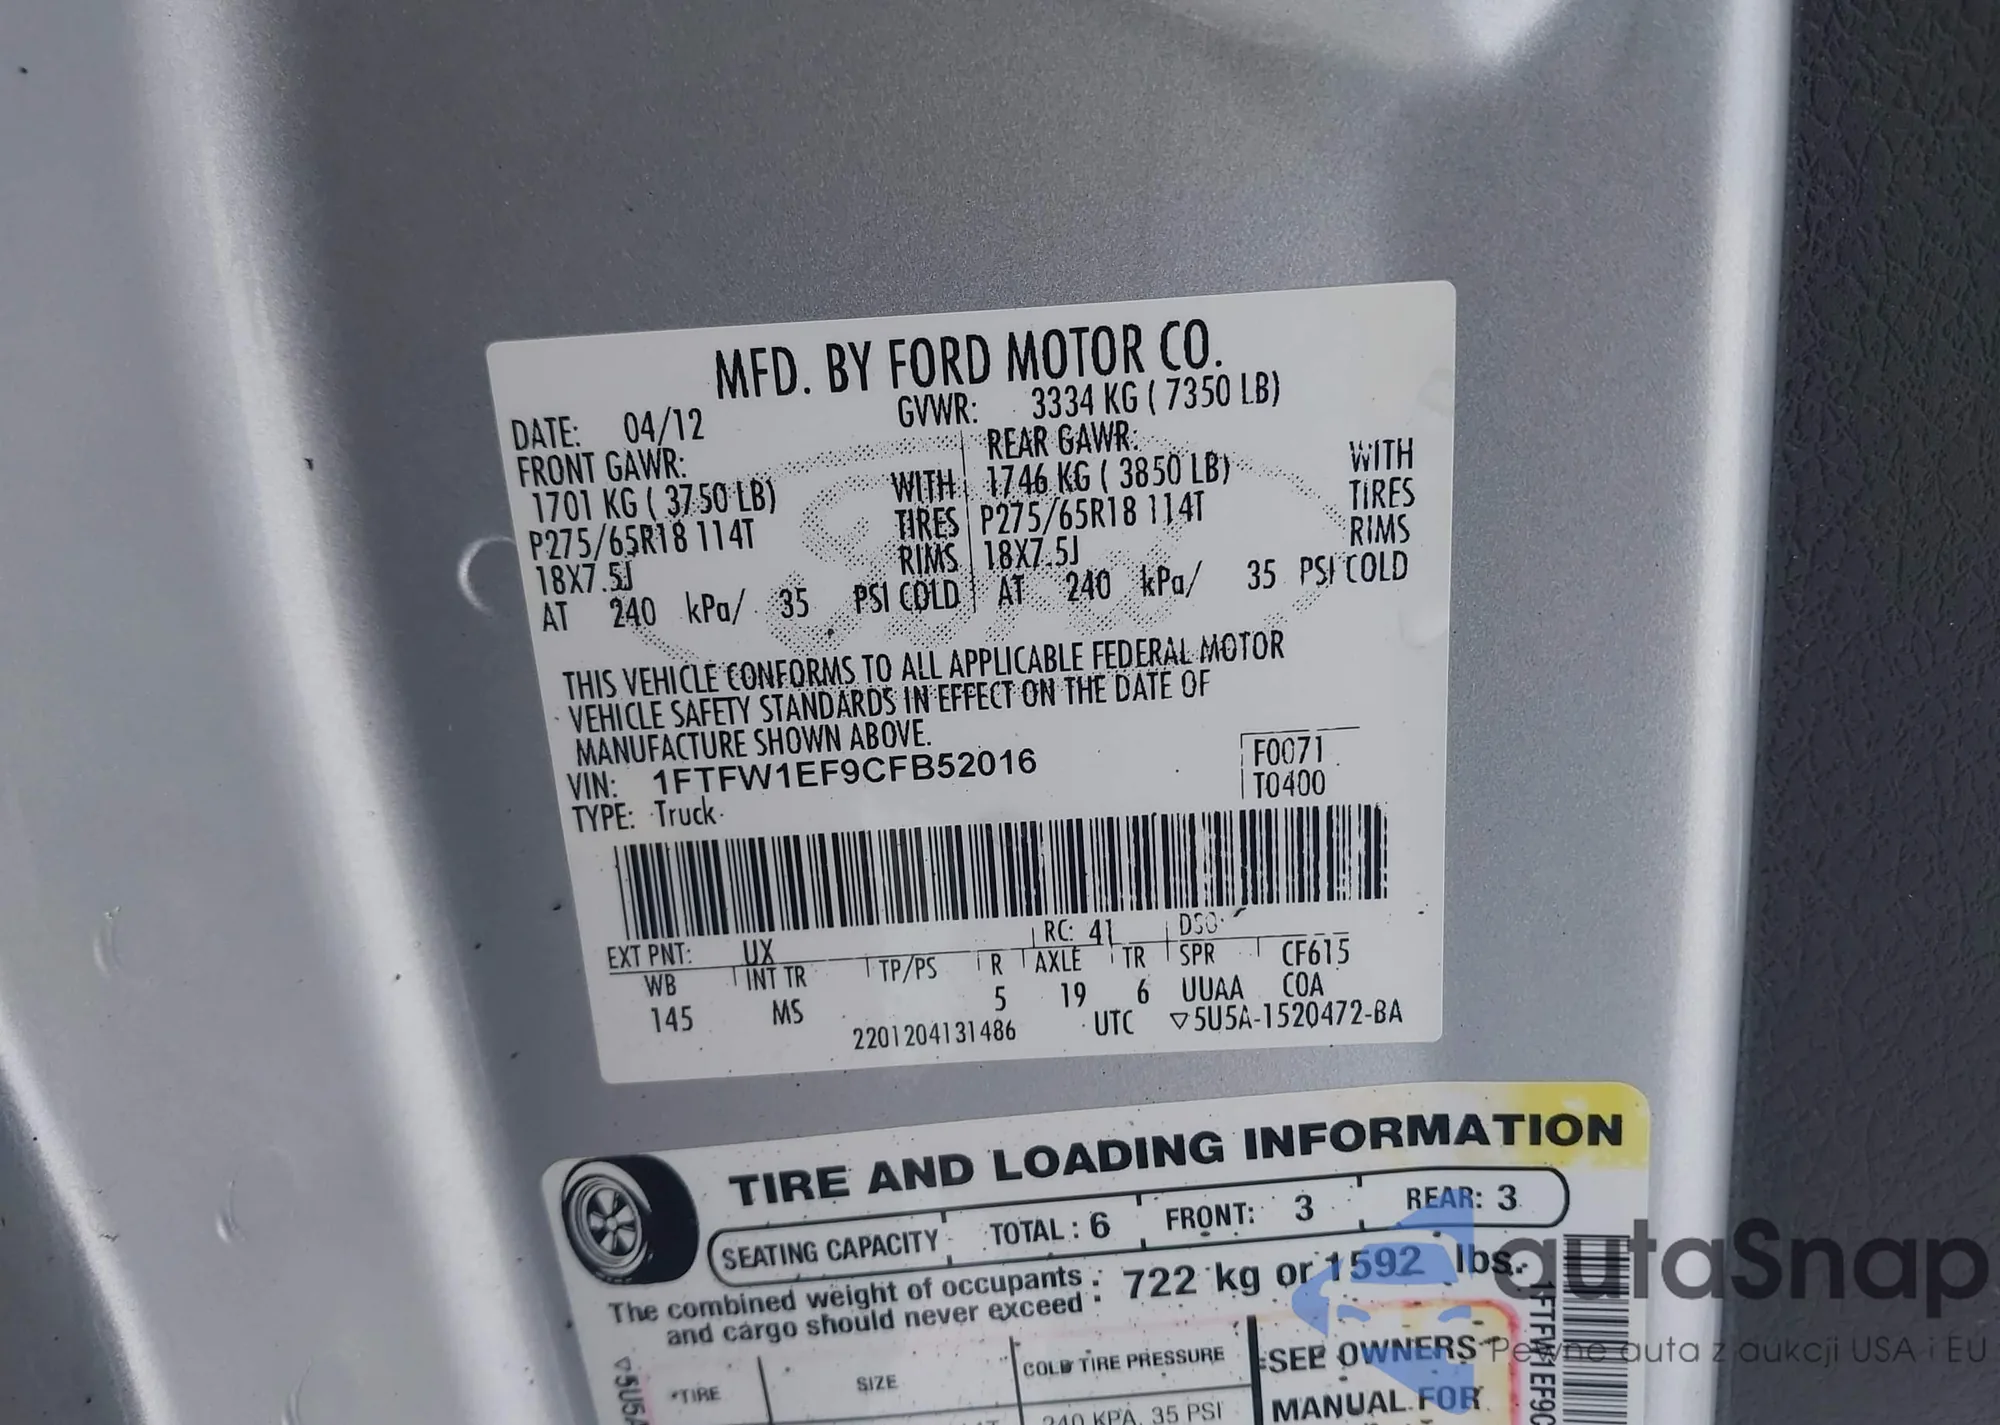 MFD. BY FORD MOTOR CO.
DATE: 04/12 GVWR: 3334 KG ( 7350 LB)
FRONT GAWR: REAR GAWR:
1701 KG ( 3750 LB) WITH 1746 KG ( 3850 LB) WITH
P275/65R18 114T TIRES P275/65R18 114T TIRES
18X7.5J RIMS 18X7.5J RIMS
AT 240 kPa/ 35 PSI COLD AT 240 kPa/ 35 PSI COLD
THIS VEHICLE CONFORMS TO ALL APPLICABLE FEDERAL MOTOR
VEHICLE SAFETY STANDARDS IN EFFECT ON THE DATE OF
MANUFACTURE SHOWN ABOVE.
VIN: 1FTFW1EF9CFB52016 F0071
TYPE: Truck T0400
EXT PNT: UX RC: 41 DSO:
WB INT TR TP/PS R AXLE TR SPR CF615
145 MS 5 19 6 UUAA COA
2201204131486 UTC ▽5U5A-1520472-BA
TIRE AND LOADING INFORMATION
SEATING CAPACITY TOTAL : 6 FRONT: 3 REAR: 3
The combined weight of occupants : 722 kg or 1592 lbs.
and cargo should never exceed :
TIRE SIZE COLD TIRE PRESSURE SEE OWNERS
240 KPA, 35 PSI MANUAL FOR
▽5U5A
1FTFW1EF9C
autaSnap
Pewne auta z aukcji USA i EU